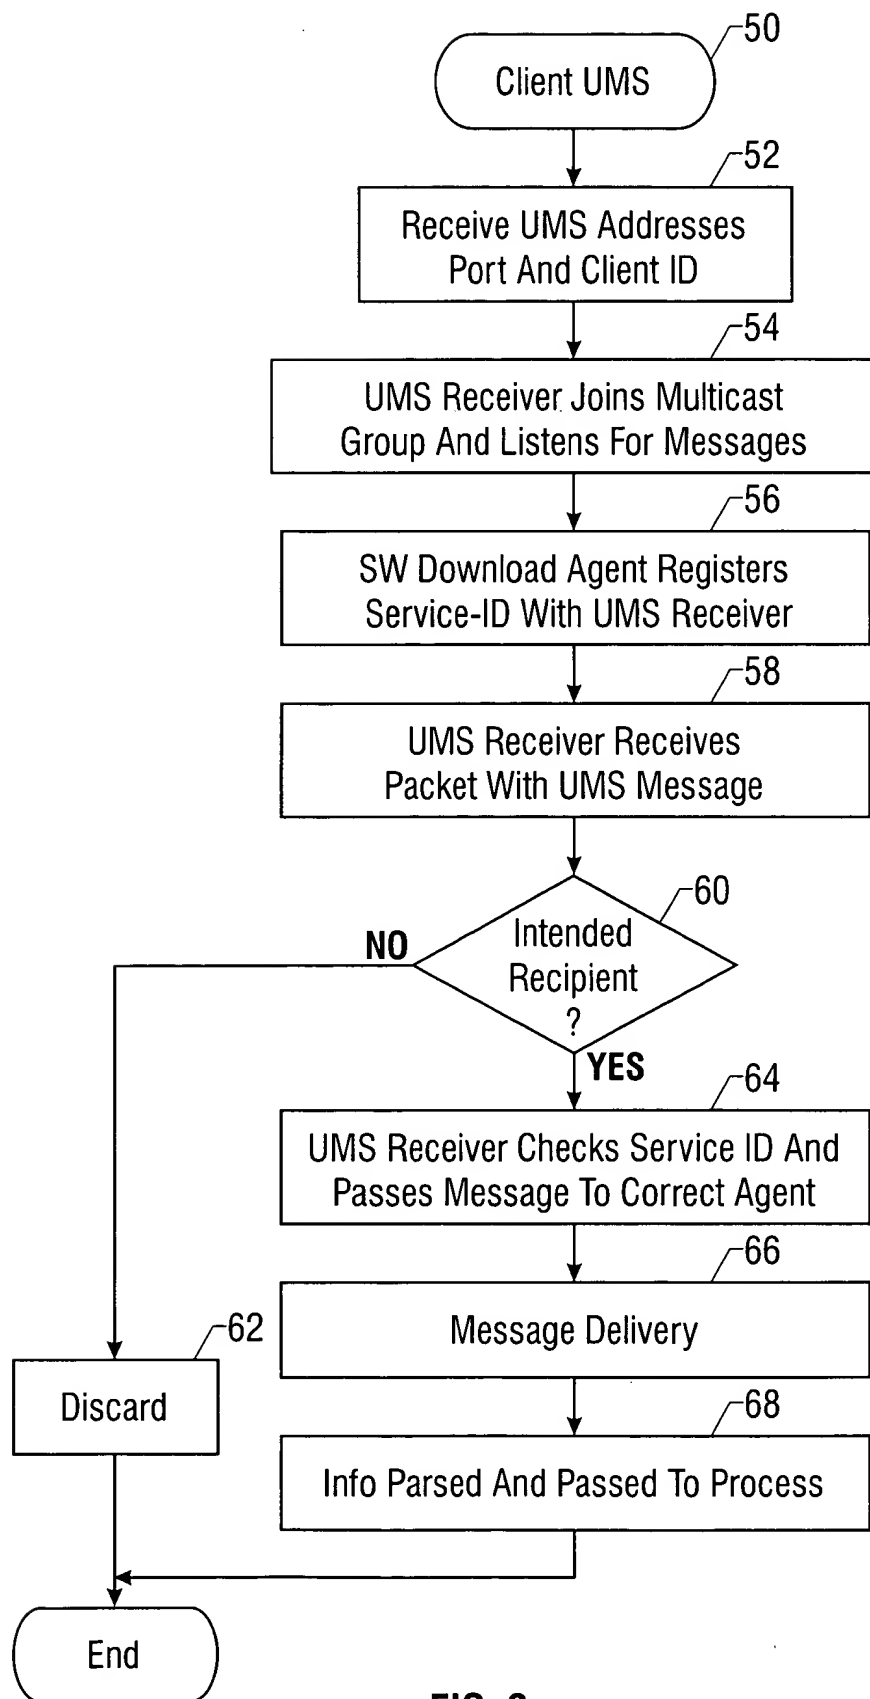 50
Client UMS
52
Receive UMS Addresses
Port And Client ID
54
UMS Receiver Joins Multicast
Group And Listens For Messages
56
SW Download Agent Registers
Service-ID With UMS Receiver
58
UMS Receiver Receives
Packet With UMS Message
60
Intended
Recipient
?
NO
YES
64
UMS Receiver Checks Service ID And
Passes Message To Correct Agent
66
Message Delivery
62
Discard
68
Info Parsed And Passed To Process
End
FIG.